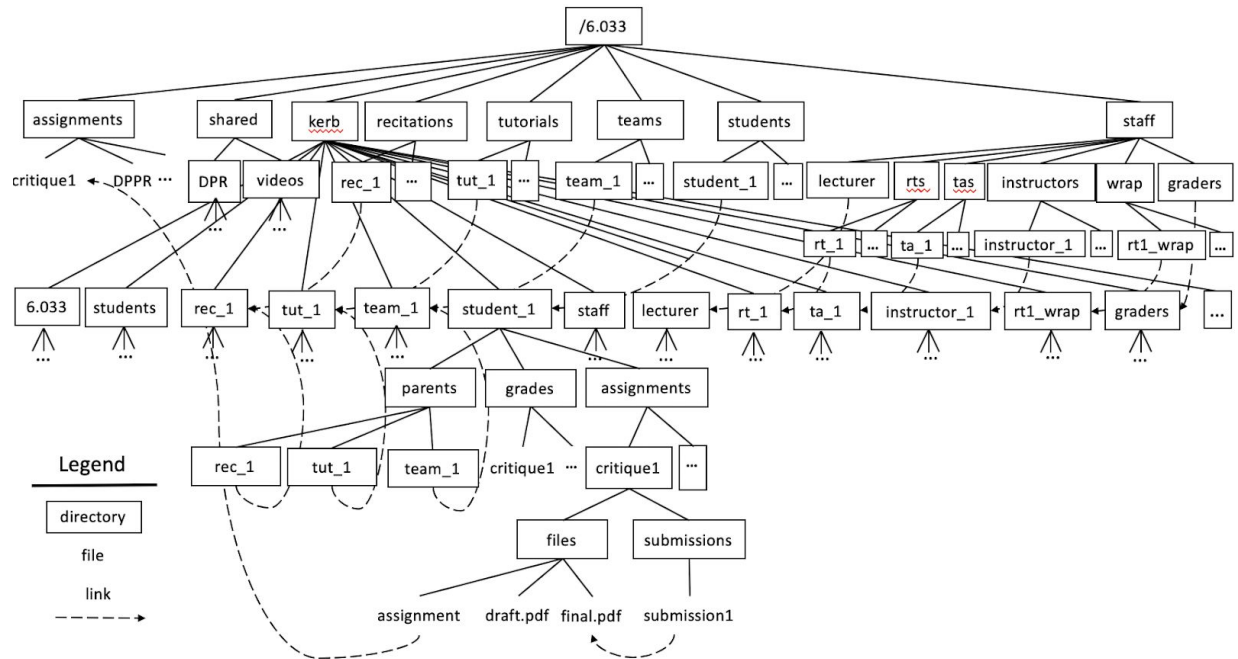 /6.033
assignments shared kerb recitations tutorials teams students staff
critique1 DPPR ... DPR videos rec_1 ... tut_1 ... team_1 ... student_1 ... lecturer rts tas instructors wrap graders
... ... rt_1 ... ta_1 ... instructor_1 ... rt1_wrap ...
6.033 students rec_1 tut_1 team_1 student_1 staff lecturer rt_1 ta_1 instructor_1 rt1_wrap graders ...
... ... ... ... ... ... ... ... ... ... ... ...
parents grades assignments
rec_1 tut_1 team_1 critique1 ... critique1 ...
Legend
directory
file
link
files submissions
assignment draft.pdf final.pdf submission1